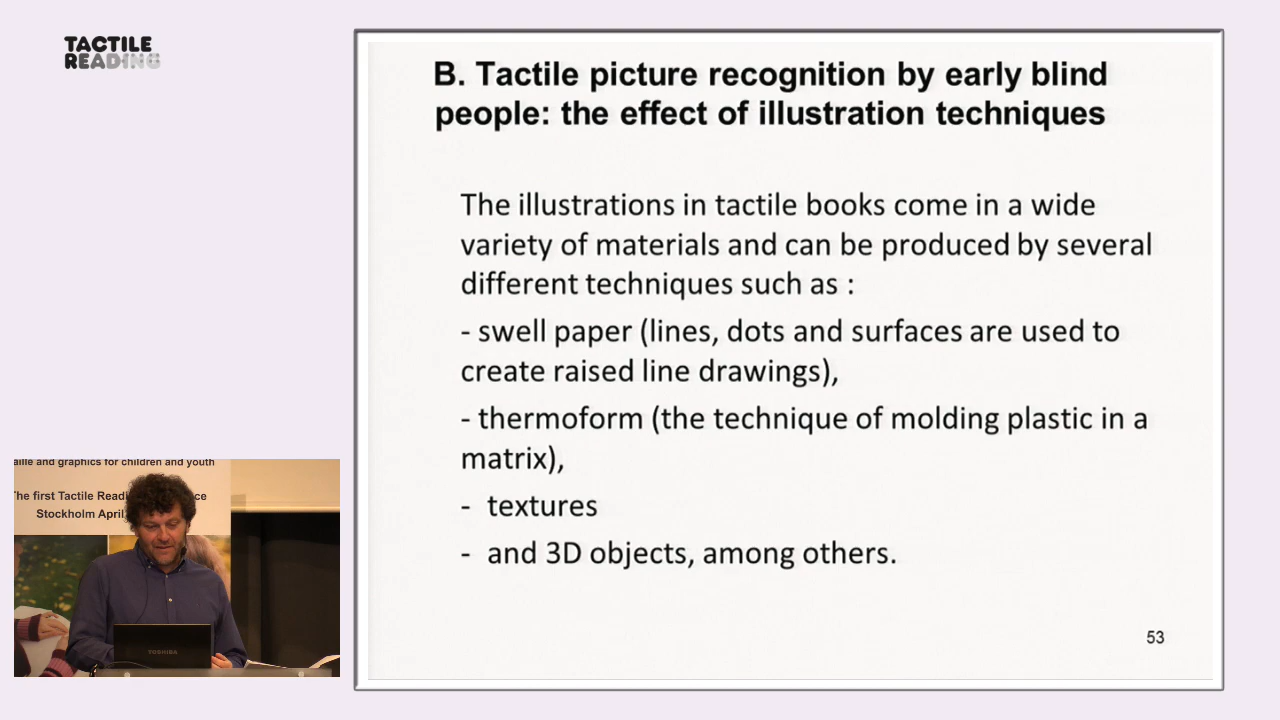 TACTILE
READING
B. Tactile picture recognition by early blind
people: the effect of illustration techniques
The illustrations in tactile books come in a wide
variety of materials and can be produced by several
different techniques such as :
- swell paper (lines, dots and surfaces are used to
create raised line drawings),
- thermoform (the technique of molding plastic in a
matrix),
- textures
- and 3D objects, among others.
53
and graphics for children and youth
The first Tactile
Stockholm April
TOSHIBA